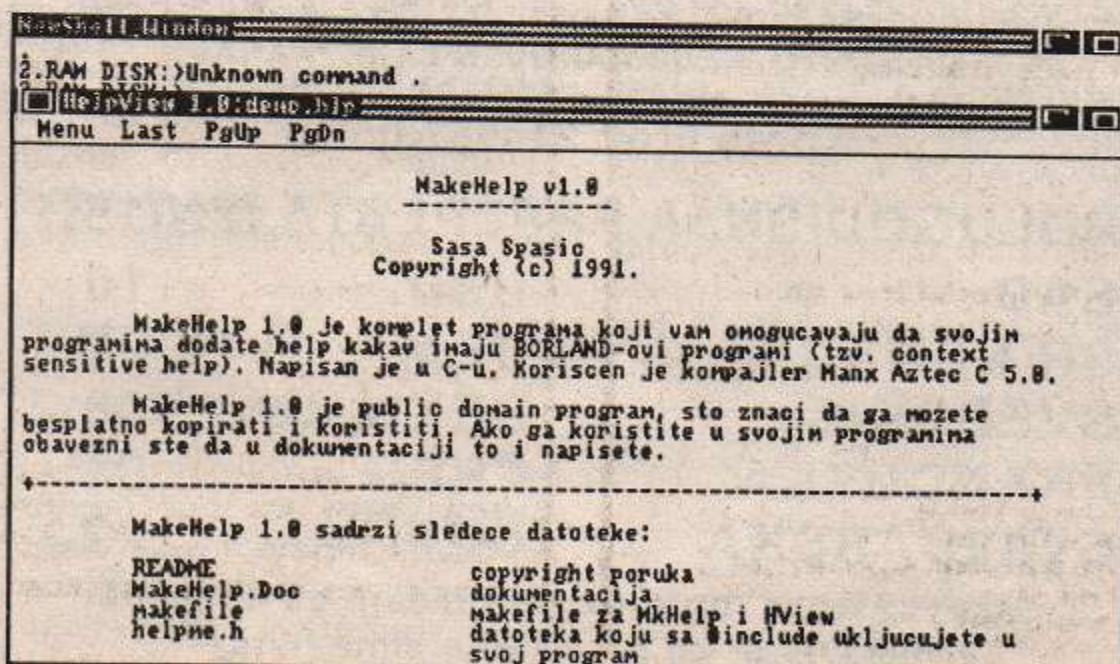 NewShell Window
2.RAM DISK:>Unknown command .
2.RAM DISK:>
HelpView 1.0:demo.hlp
Menu Last PgUp PgDn
MakeHelp v1.0
--------------
Sasa Spasic
Copyright (c) 1991.
MakeHelp 1.0 je komplet programa koji vam omogucavaju da svojim
programima dodate help kakav imaju BORLAND-ovi programi (tzv. context
sensitive help). Napisan je u C-u. Koriscen je kompajler Manx Aztec C 5.0.
MakeHelp 1.0 je public domain program, sto znaci da ga mozete
besplatno kopirati i koristiti. Ako ga koristite u svojim programima
obavezni ste da u dokumentaciji to i napisete.
+--------------------------------------------------------------------+
MakeHelp 1.0 sadrzi sledece datoteke:
README copyright poruka
MakeHelp.Doc dokumentacija
makefile makefile za MkHelp i HView
helpme.h datoteka koju sa #include ukljucujete u
svoj program